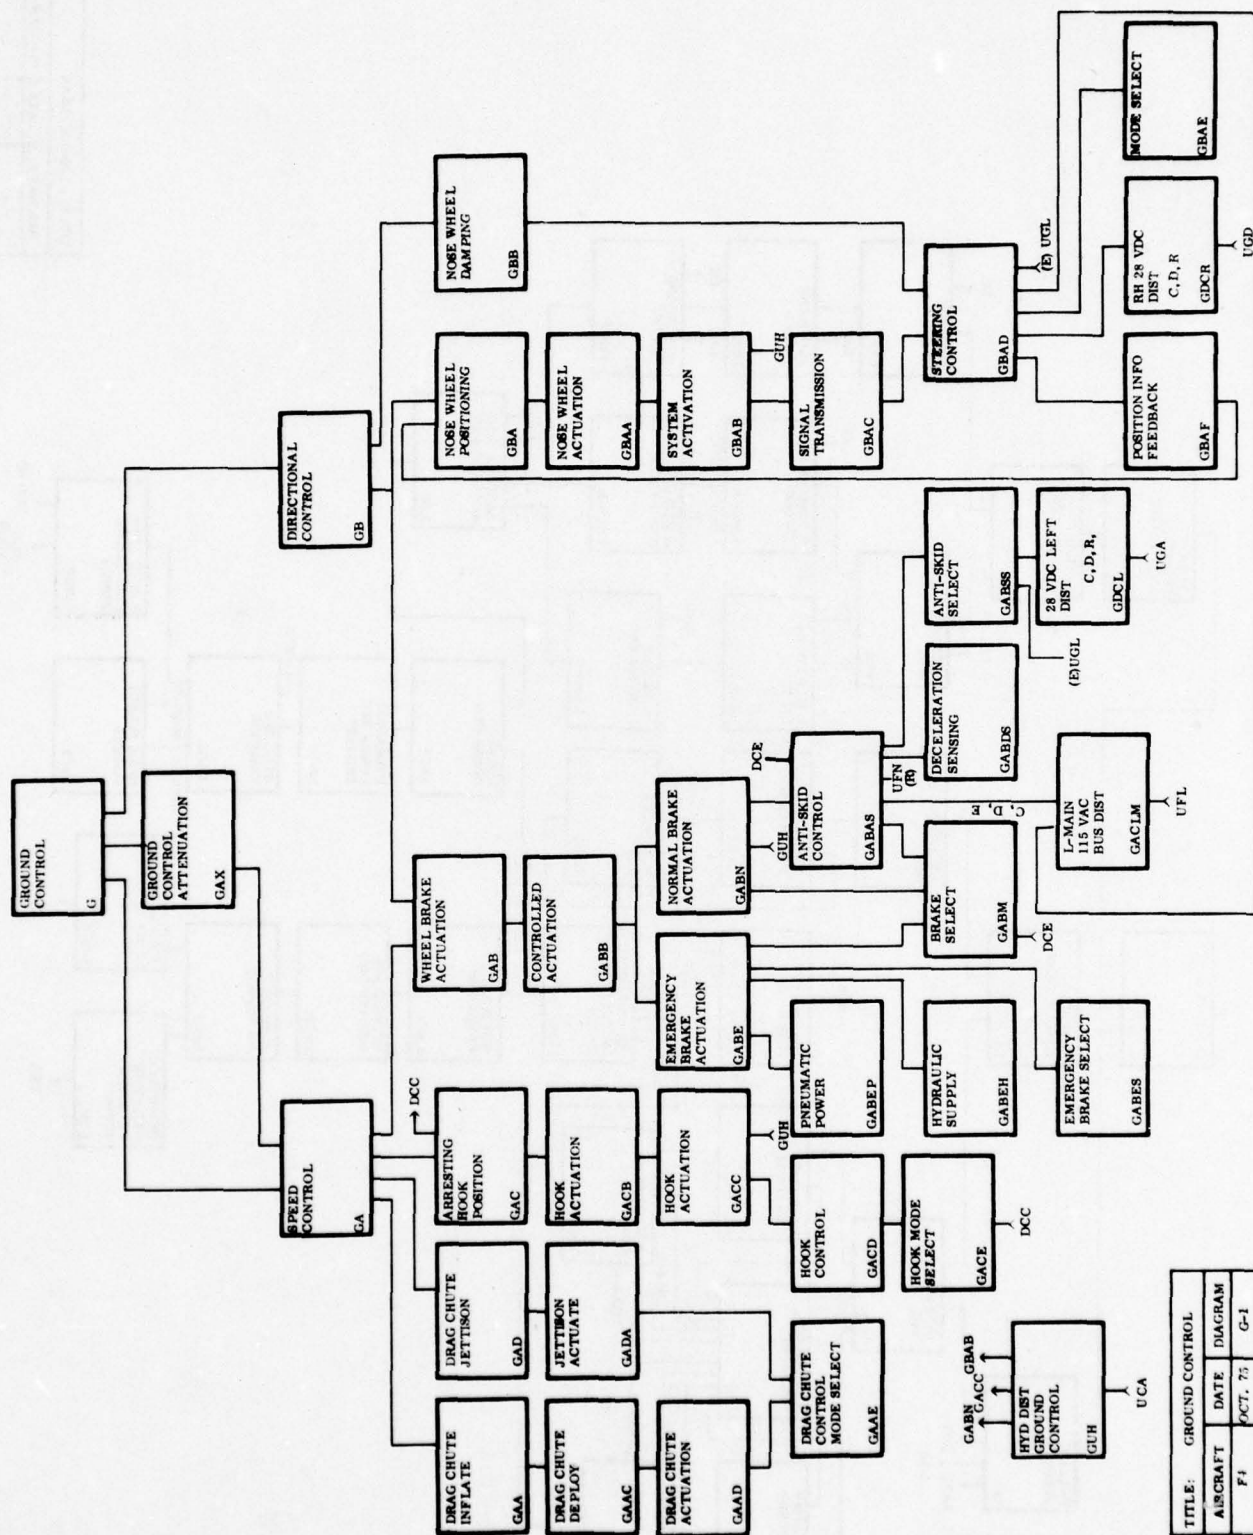 GROUND
CONTROL
G
GROUND
CONTROL
ATTENUATION
GAX
SPEED
CONTROL
GA
DIRECTIONAL
CONTROL
GB
DRAG CHUTE
INFLATE
GAA
DRAG CHUTE
JETTISON
GAD
DCC
ARRESTING
HOOK
POSITION
GAC
WHEEL BRAKE
ACTUATION
GAB
NOSE WHEEL
POSITIONING
GBA
NOSE WHEEL
DAMPING
GBB
DRAG CHUTE
DEPLOY
GAAC
JETTISON
ACTUATE
GADA
HOOK
ACTUATION
GACB
CONTROLLED
ACTUATION
GABB
NOSE WHEEL
ACTUATION
GBAA
DRAG CHUTE
ACTUATION
GAAD
HOOK
ACTUATION
GACC
GUH
EMERGENCY
BRAKE
ACTUATION
GABE
NORMAL BRAKE
ACTUATION
GABN
GUH
DCE
SYSTEM
ACTIVATION
GBAB
GUH
DRAG CHUTE
CONTROL
MODE SELECT
GAAE
HOOK
CONTROL
GACD
PNEUMATIC
POWER
GABEP
ANTI-SKID
CONTROL
GABAS
UFN
(R)
SIGNAL
TRANSMISSION
GBAC
HOOK MODE
SELECT
GACE
DCC
HYDRAULIC
SUPPLY
GABEH
BRAKE
SELECT
GABM
DCE
C, D, E
DECELERATION
SENSING
GABDS
ANTI-SKID
SELECT
GABSS
(E)UGL
STEERING
CONTROL
GBAD
(E) UGL
GABN
GACC
GBAB
HYD DIST
GROUND
CONTROL
GUH
UCA
EMERGENCY
BRAKE SELECT
GABES
L-MAIN
115 VAC
BUS DIST
GACLM
UFL
28 VDC LEFT
DIST
C, D, R,
GDCL
UGA
POSITION INFO
FEEDBACK
GBAF
RH 28 VDC
DIST
C, D, R
GDCR
UGD
MODE SELECT
GBAE
TITLE: GROUND CONTROL
AIRCRAFT DATE DIAGRAM
F4 OCT. 75 G-1